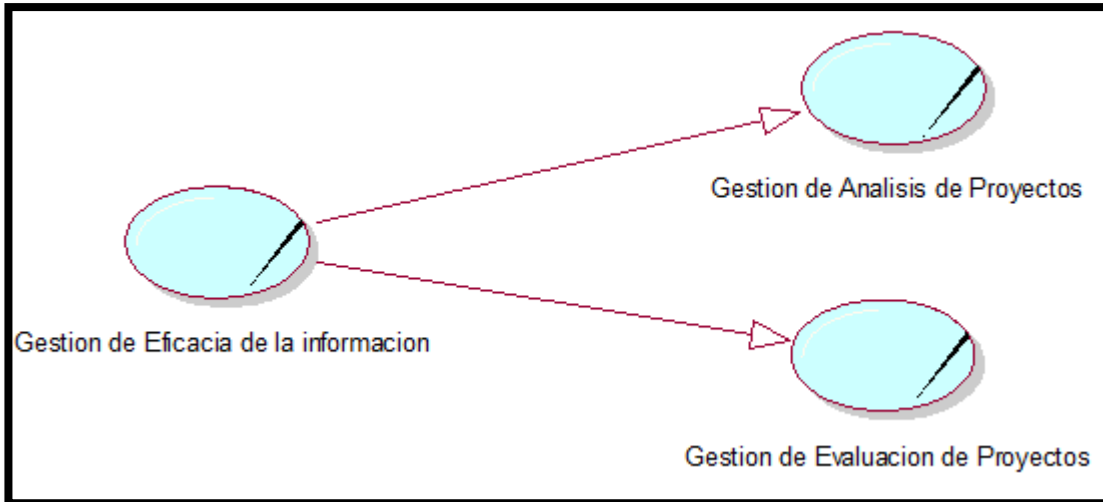 Gestion de Analisis de Proyectos
Gestion de Eficacia de la informacion
Gestion de Evaluacion de Proyectos